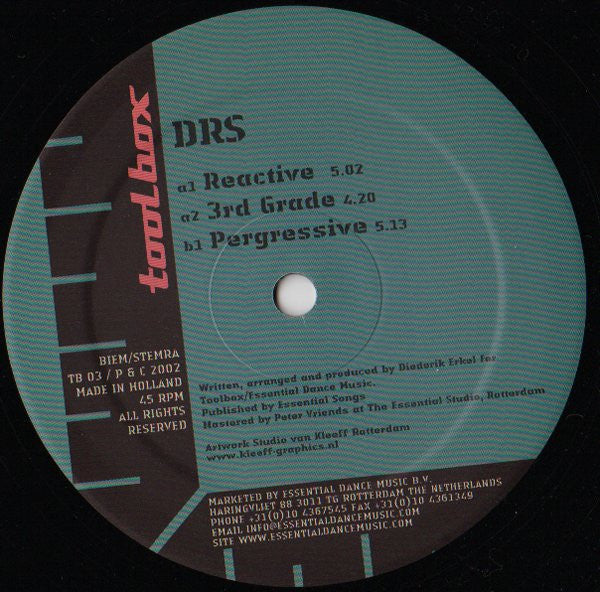 toolbox
DRS
a1 Reactive 5.02
a2 3rd Grade 4.20
b1 Pergressive 5.13
BIEM/STEMRA
TB 03 / P & C 2002
MADE IN HOLLAND
45 RPM
ALL RIGHTS
RESERVED
Written, arranged and produced by Diederik Erkel for
Toolbox/Essential Dance Music.
Published by Essential Songs
Mastered by Peter Vriends at The Essential Studio, Rotterdam
Artwork Studio van Kleeff Rotterdam
www.kleeff-graphics.nl
MARKETED BY ESSENTIAL DANCE MUSIC B.V.
HARINGVLIET 88 3011 TG ROTTERDAM THE NETHERLANDS
PHONE +31(0)10 4367545 FAX +31(0)10 4361349
EMAIL INFO@ESSENTIALDANCEMUSIC.COM
SITE WWW.ESSENTIALDANCEMUSIC.COM